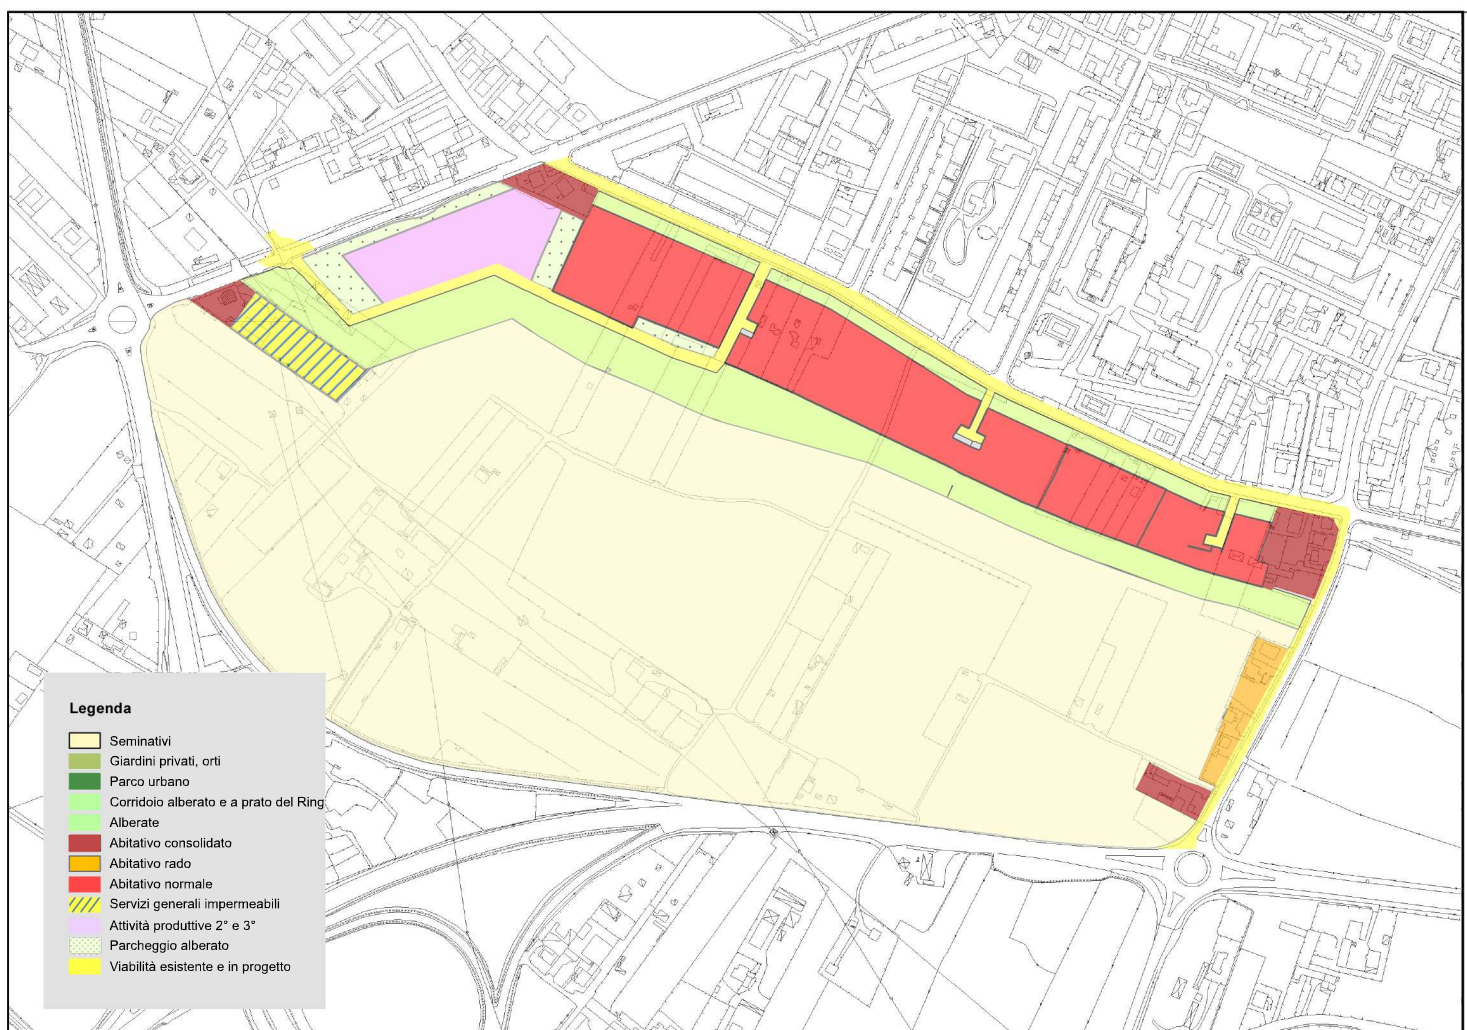 Legenda
Seminativi
Giardini privati, orti
Parco urbano
Corridoio alberato e a prato del Ring
Alberate
Abitativo consolidato
Abitativo rado
Abitativo normale
Servizi generali impermeabili
Attività produttive 2° e 3°
Parcheggio alberato
Viabilità esistente e in progetto